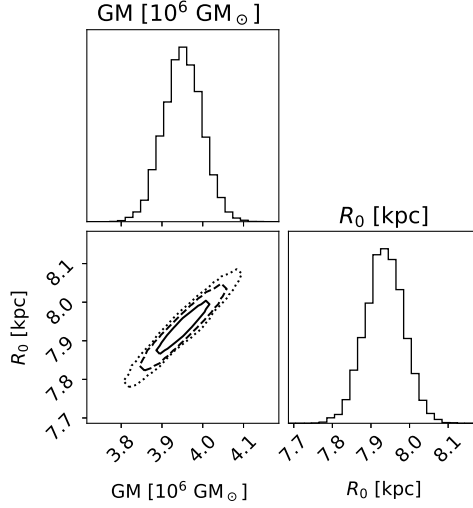 GM [10⁶ GM⊙]
R₀ [kpc]
8.1
8.0
7.9
7.8
7.7
R₀ [kpc]
3.8 3.9 4.0 4.1
GM [10⁶ GM⊙]
7.7 7.8 7.9 8.0 8.1
R₀ [kpc]